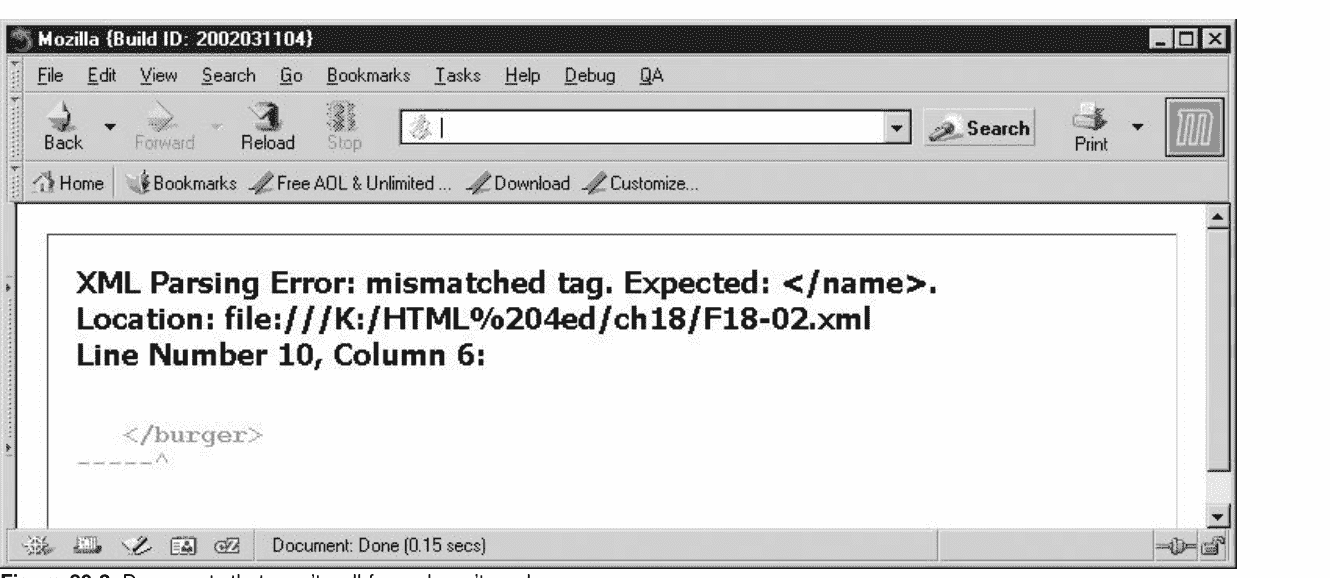 Mozilla {Build ID: 2002031104}
File Edit View Search Go Bookmarks Tasks Help Debug QA
Back Forward Reload Stop Search Print
Home Bookmarks Free AOL & Unlimited ... Download Customize...
XML Parsing Error: mismatched tag. Expected: </name>.
Location: file:///K:/HTML%204ed/ch18/F18-02.xml
Line Number 10, Column 6:
</burger>
-----^
Document: Done (0.15 secs)